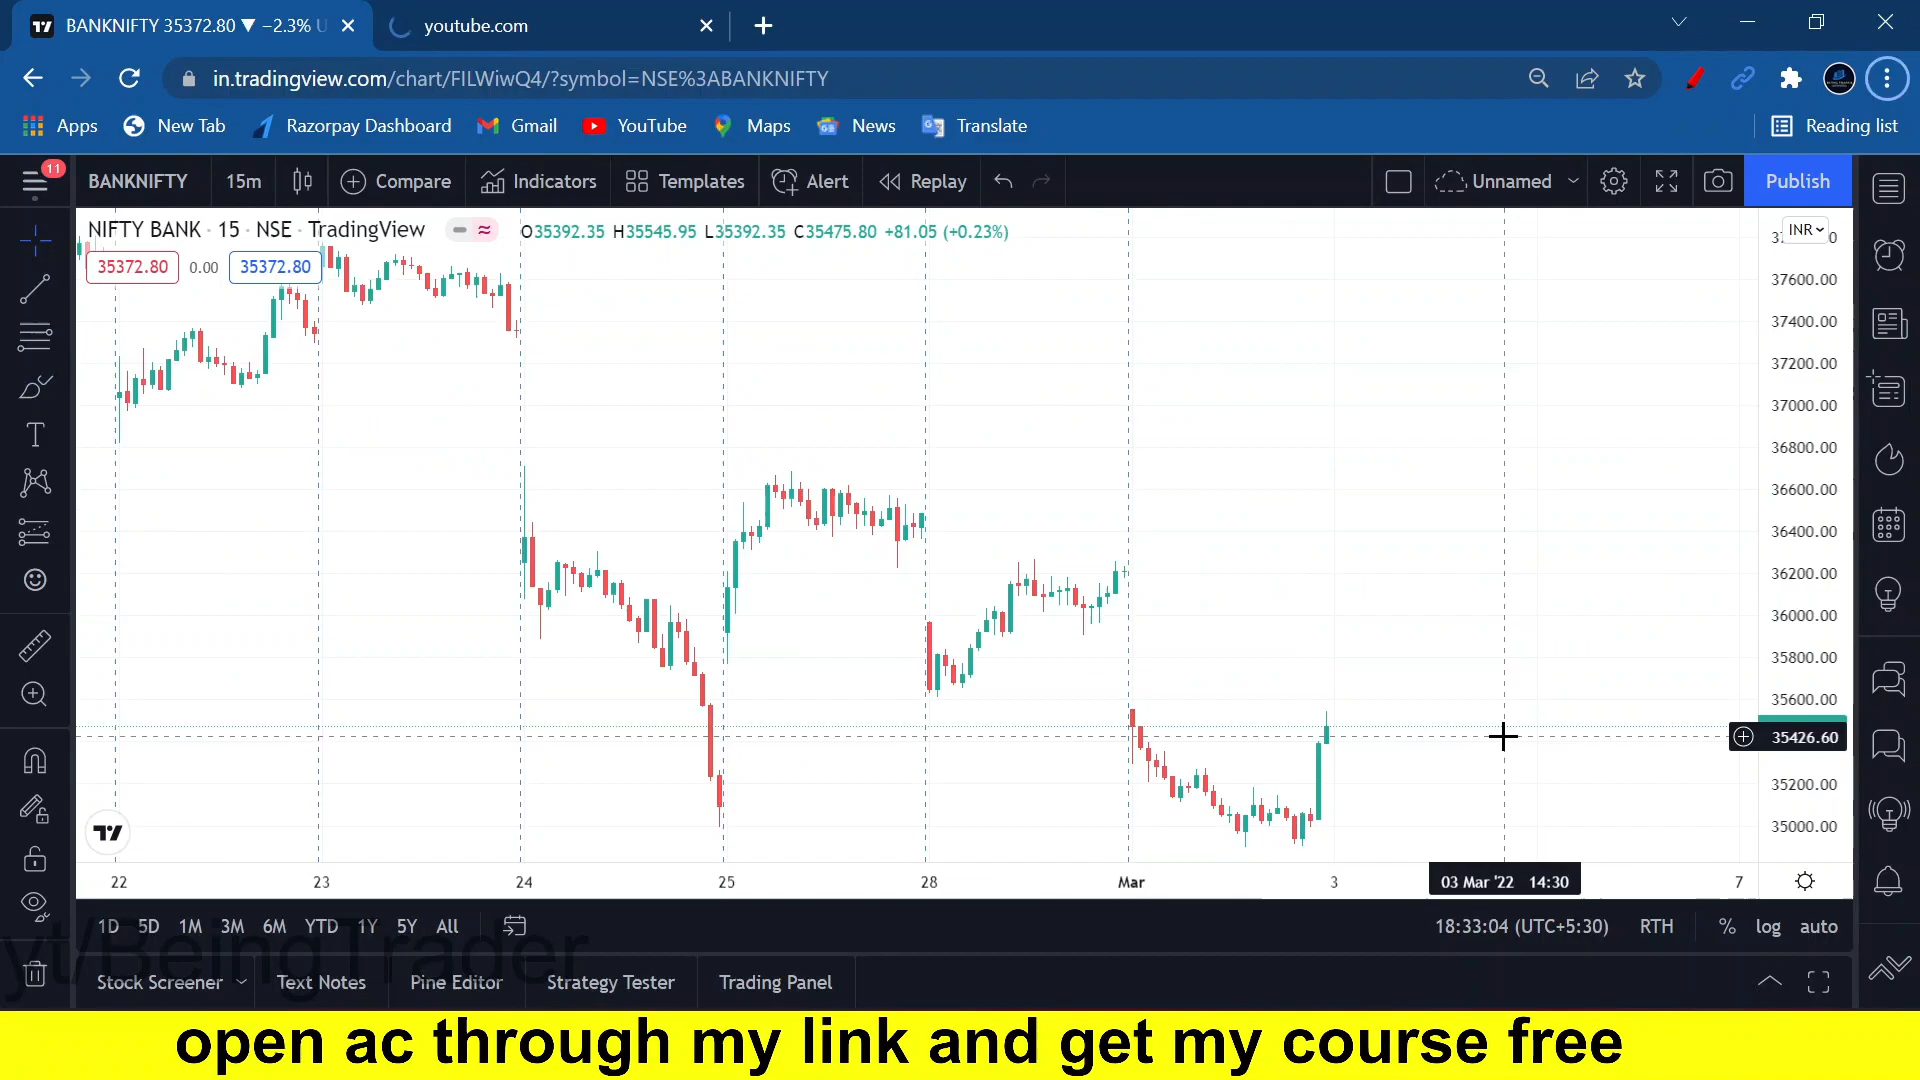 BANKNIFTY 35372.80 ▼ −2.3% U
youtube.com
in.tradingview.com/chart/FILWiwQ4/?symbol=NSE%3ABANKNIFTY
Apps New Tab Razorpay Dashboard Gmail YouTube Maps News Translate Reading list
11
BANKNIFTY 15m Compare Indicators Templates Alert Replay Unnamed Publish
NIFTY BANK · 15 · NSE · TradingView O35392.35 H35545.95 L35392.35 C35475.80 +81.05 (+0.23%)
INR
35372.80 0.00 35372.80
37600.00
37400.00
37200.00
37000.00
36800.00
36600.00
36400.00
36200.00
36000.00
35800.00
35600.00
35426.60
35200.00
35000.00
22 23 24 25 28 Mar 3 03 Mar '22 14:30 7
1D 5D 1M 3M 6M YTD 1Y 5Y All 18:33:04 (UTC+5:30) RTH % log auto
yt/BeingTrader
Stock Screener Text Notes Pine Editor Strategy Tester Trading Panel
open ac through my link and get my course free